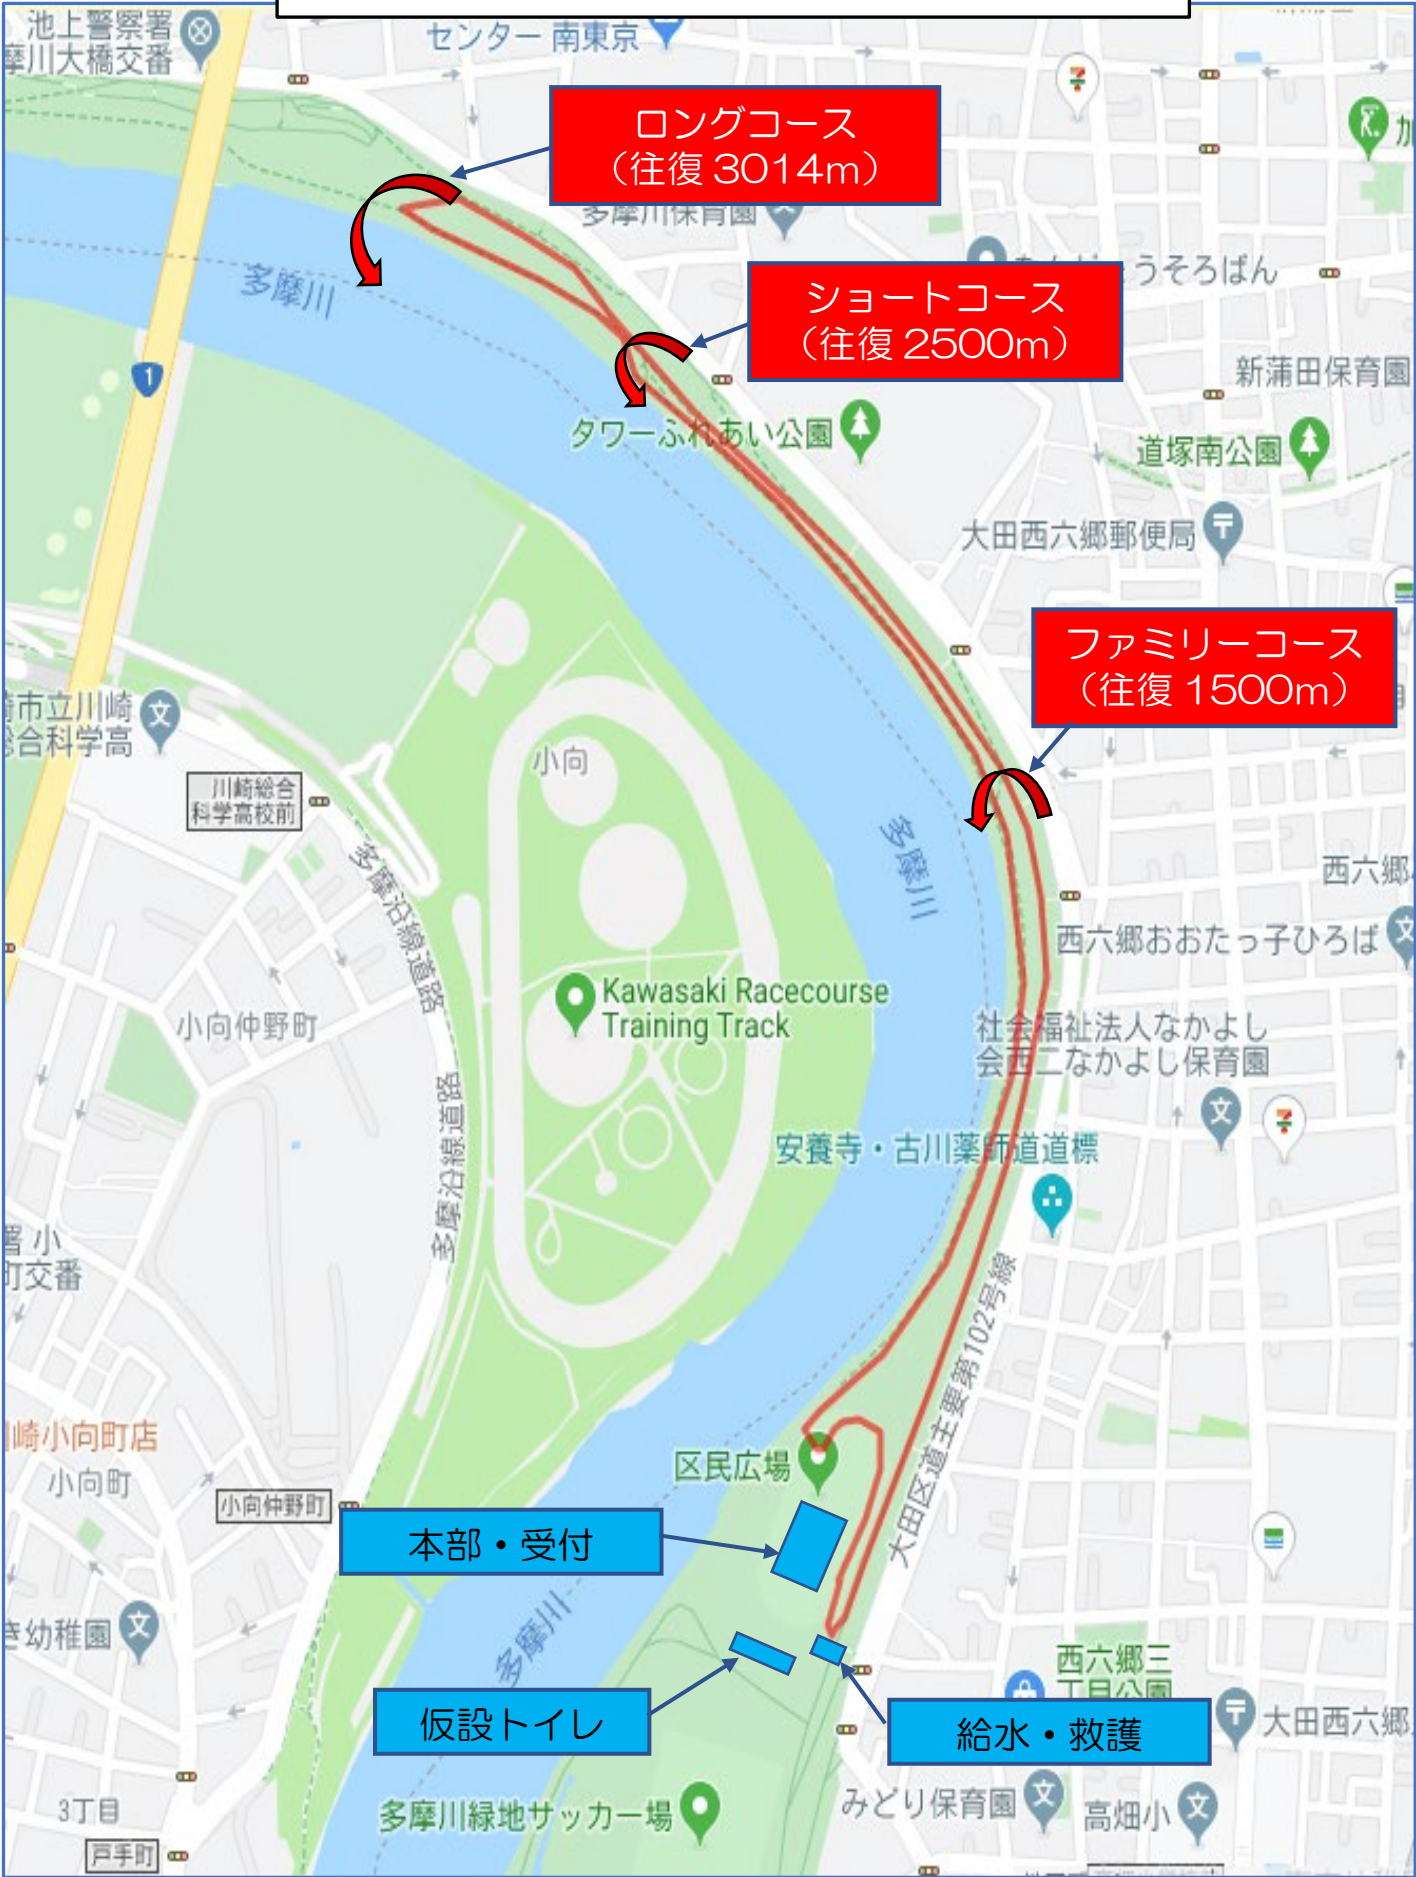 池上警察署
摩川大橋交番
センター 南東京
ロングコース
（往復 3014m）
多摩川保育園
うそろばん
多摩川
ショートコース
（往復 2500m）
1
新蒲田保育園
タワーふれあい公園
道塚南公園
大田西六郷郵便局
ファミリーコース
（往復 1500m）
市立川崎
総合科学高
小向
川崎総合
科学高校前
多摩沿線道路
多摩川
西六郷
西六郷おおたっ子ひろば
Kawasaki Racecourse
Training Track
小向仲野町
社会福祉法人なかよし
会西二なかよし保育園
多摩沿線道路
安養寺・古川薬師道道標
署 小
町交番
大田区道主要第102号線
崎小向町店
小向町
区民広場
小向仲野町
本部・受付
多摩川
き幼稚園
西六郷三
丁目公園
仮設トイレ
給水・救護
大田西六郷
3丁目
多摩川緑地サッカー場
みどり保育園
高畑小
戸手町